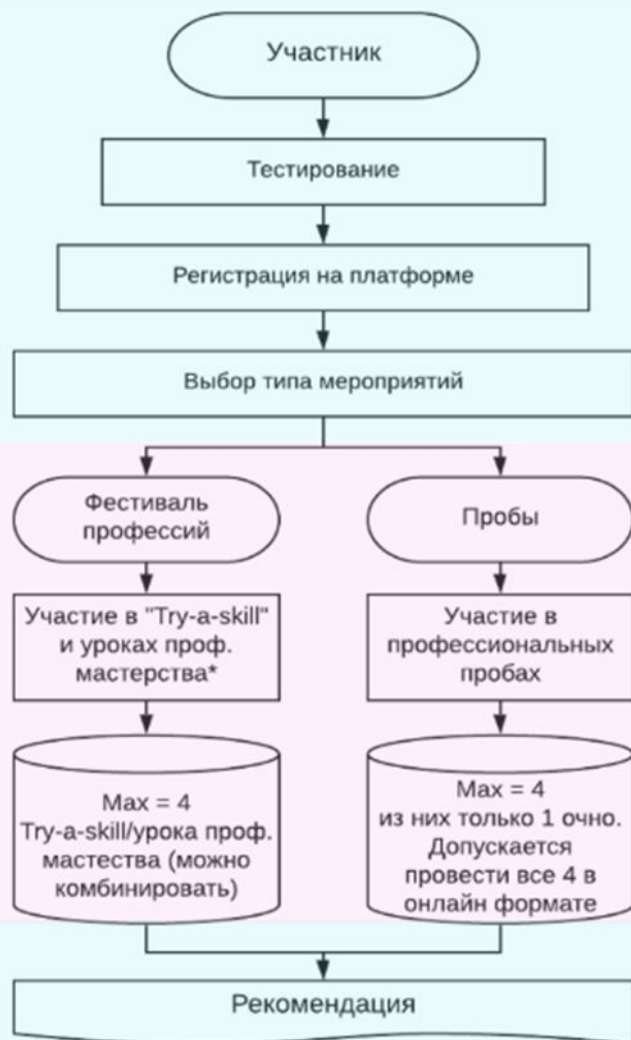 Участник
Тестирование
Регистрация на платформе
Выбор типа мероприятий
Фестиваль
профессий
Участие в "Try-a-skill"
и уроках проф.
мастерства*
Max = 4
Try-a-skill/урока проф.
мастества (можно
комбинировать)
Пробы
Участие в
профессиональных
пробах
Max = 4
из них только 1 очно.
Допускается
провести все 4 в
онлайн формате
Рекомендация